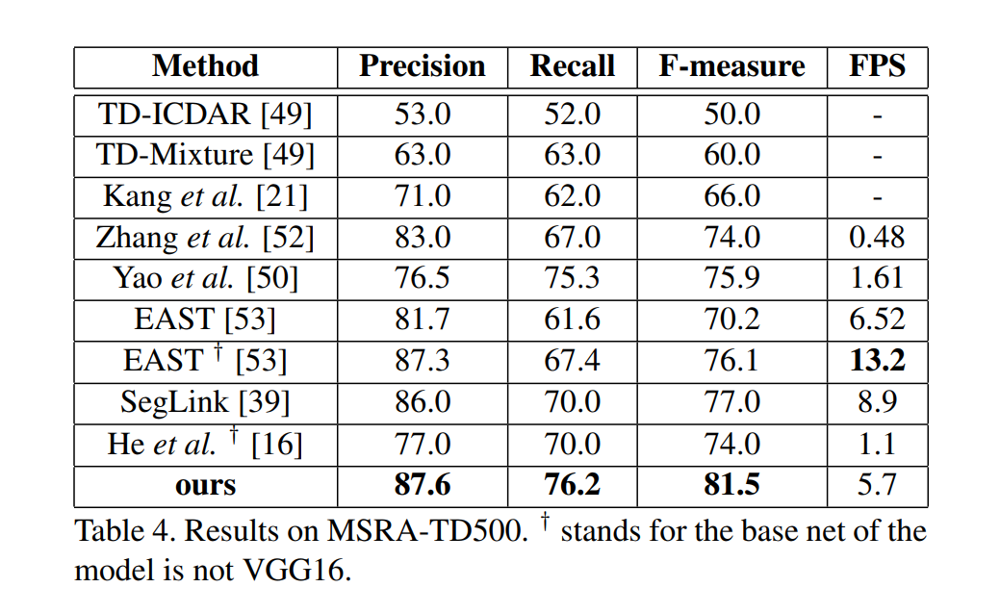 Method Precision Recall F-measure FPS
TD-ICDAR [49] 53.0 52.0 50.0 -
TD-Mixture [49] 63.0 63.0 60.0 -
Kang et al. [21] 71.0 62.0 66.0 -
Zhang et al. [52] 83.0 67.0 74.0 0.48
Yao et al. [50] 76.5 75.3 75.9 1.61
EAST [53] 81.7 61.6 70.2 6.52
EAST † [53] 87.3 67.4 76.1 13.2
SegLink [39] 86.0 70.0 77.0 8.9
He et al. † [16] 77.0 70.0 74.0 1.1
ours 87.6 76.2 81.5 5.7
Table 4. Results on MSRA-TD500. † stands for the base net of the
model is not VGG16.